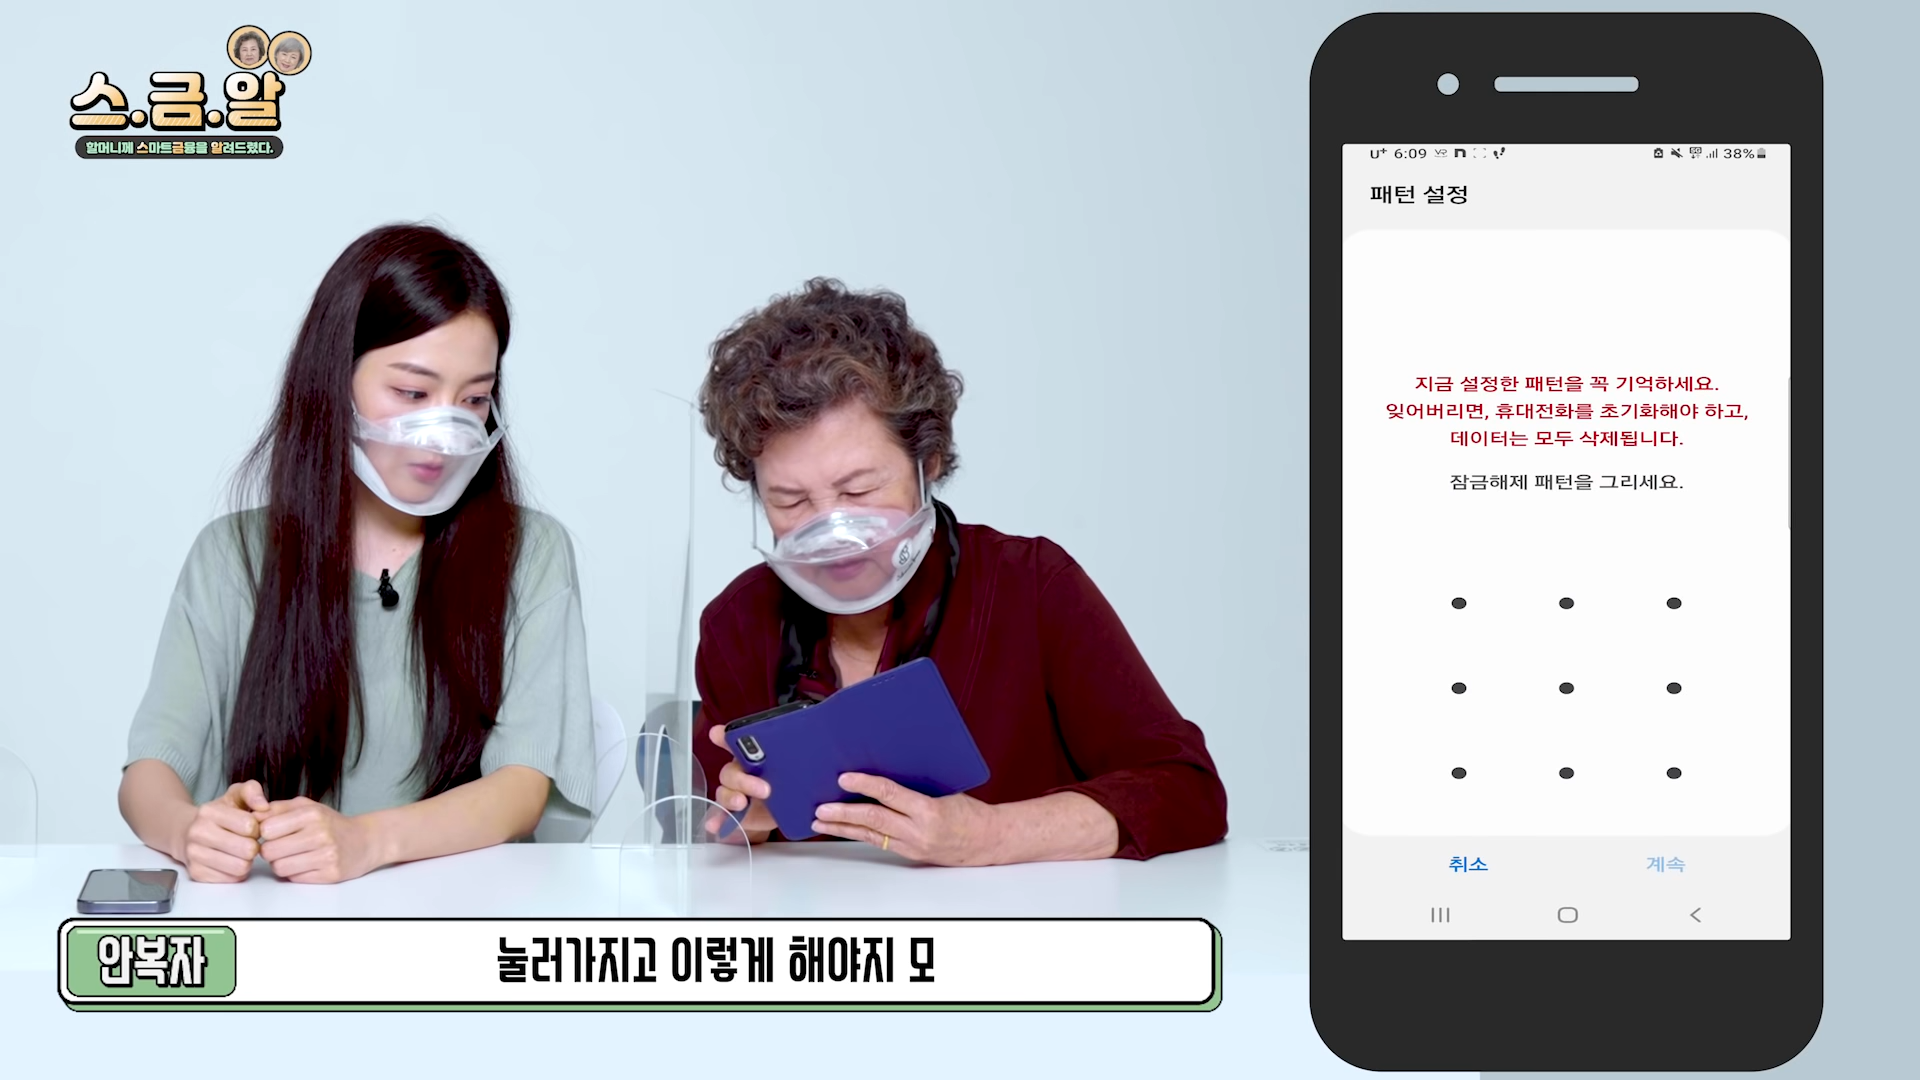 스.금.알
할머니께 스마트금융을 알려드렸다.
U+ 6:09
38%
패턴 설정
지금 설정한 패턴을 꼭 기억하세요.
잊어버리면, 휴대전화를 초기화해야 하고,
데이터는 모두 삭제됩니다.
잠금해제 패턴을 그리세요.
취소
계속
안복자
눌러가지고 이렇게 해야지 모